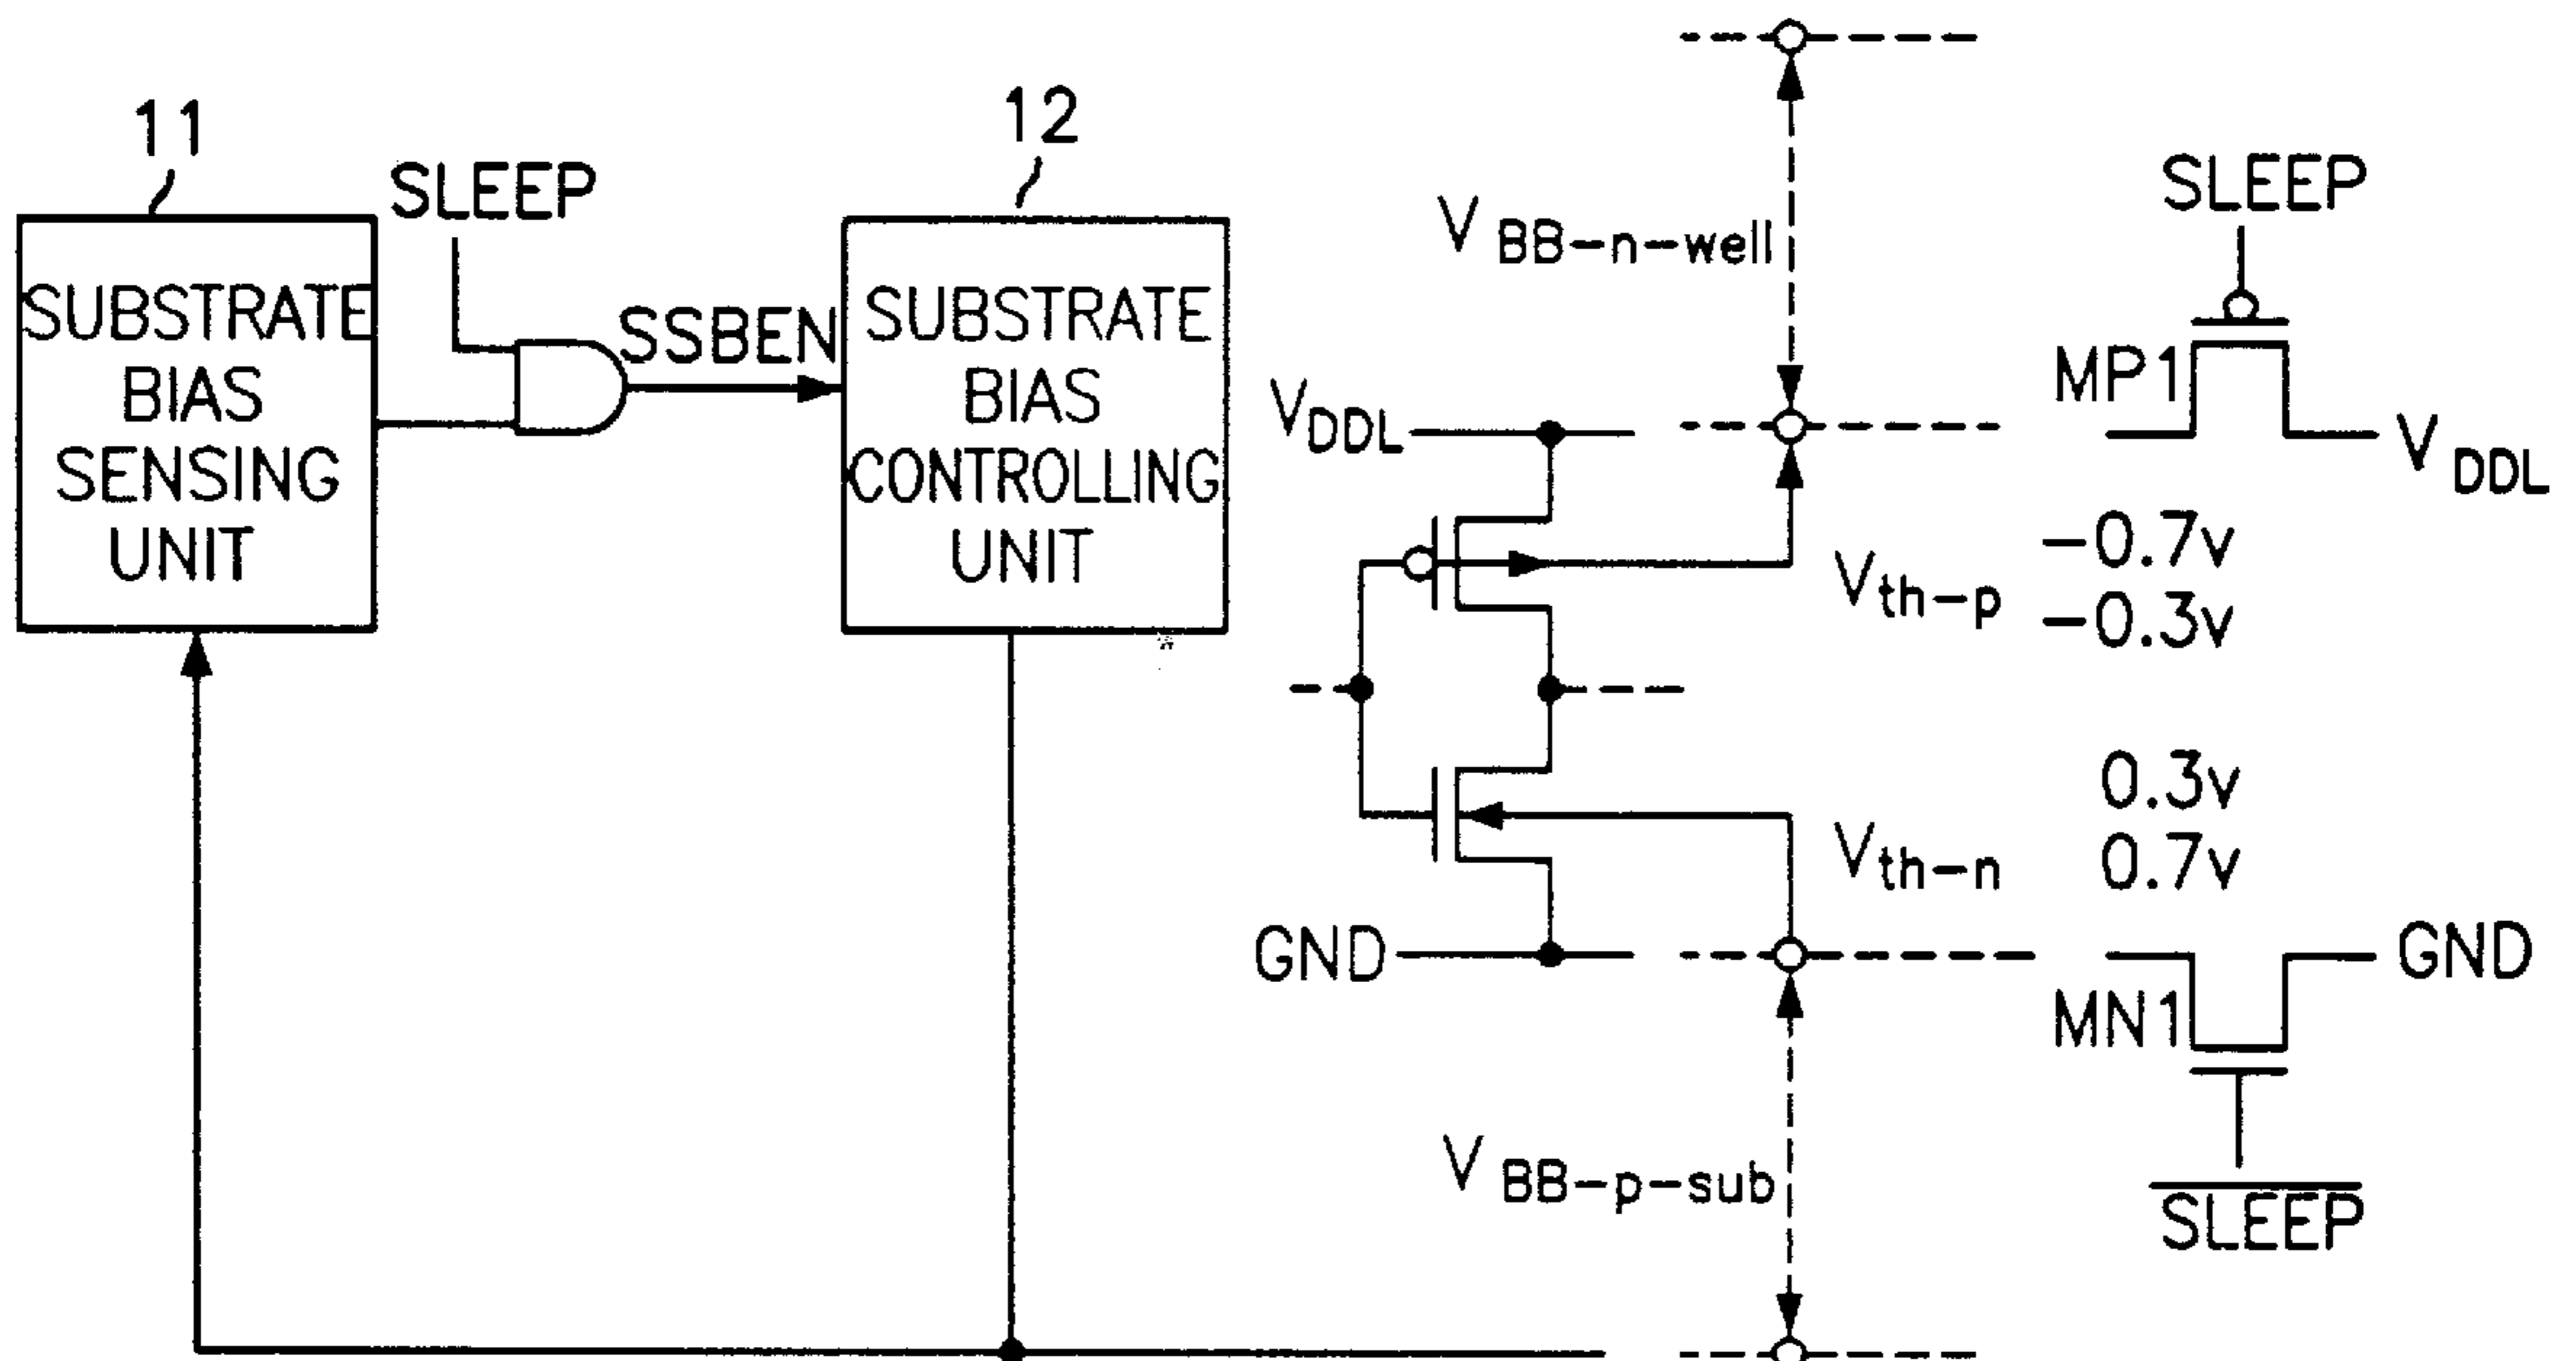 11
SLEEP
12
SUBSTRATE
BIAS
SENSING
UNIT
SSBEN
SUBSTRATE
BIAS
CONTROLLING
UNIT
V BB-n-well
VDDL
SLEEP
MP1
V DDL
Vth-p
-0.7v
-0.3v
Vth-n
0.3v
0.7v
GND
GND
MN1
V BB-p-sub
SLEEP